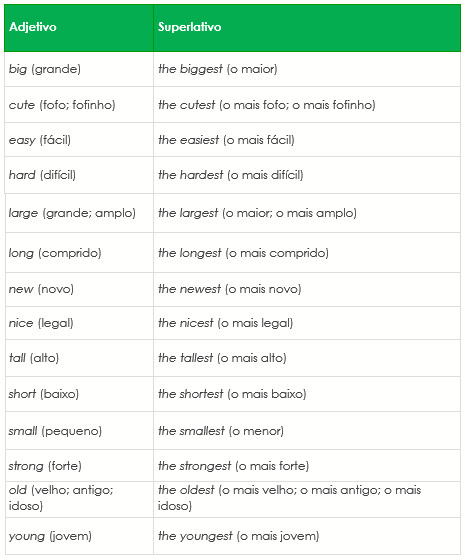 Adjetivo Superlativo
big (grande) the biggest (o maior)
cute (fofo; fofinho) the cutest (o mais fofo; o mais fofinho)
easy (fácil) the easiest (o mais fácil)
hard (difícil) the hardest (o mais difícil)
large (grande; amplo) the largest (o maior; o mais amplo)
long (comprido) the longest (o mais comprido)
new (novo) the newest (o mais novo)
nice (legal) the nicest (o mais legal)
tall (alto) the tallest (o mais alto)
short (baixo) the shortest (o mais baixo)
small (pequeno) the smallest (o menor)
strong (forte) the strongest (o mais forte)
old (velho; antigo; the oldest (o mais velho; o mais antigo; o mais
idoso) idoso)
young (jovem) the youngest (o mais jovem)